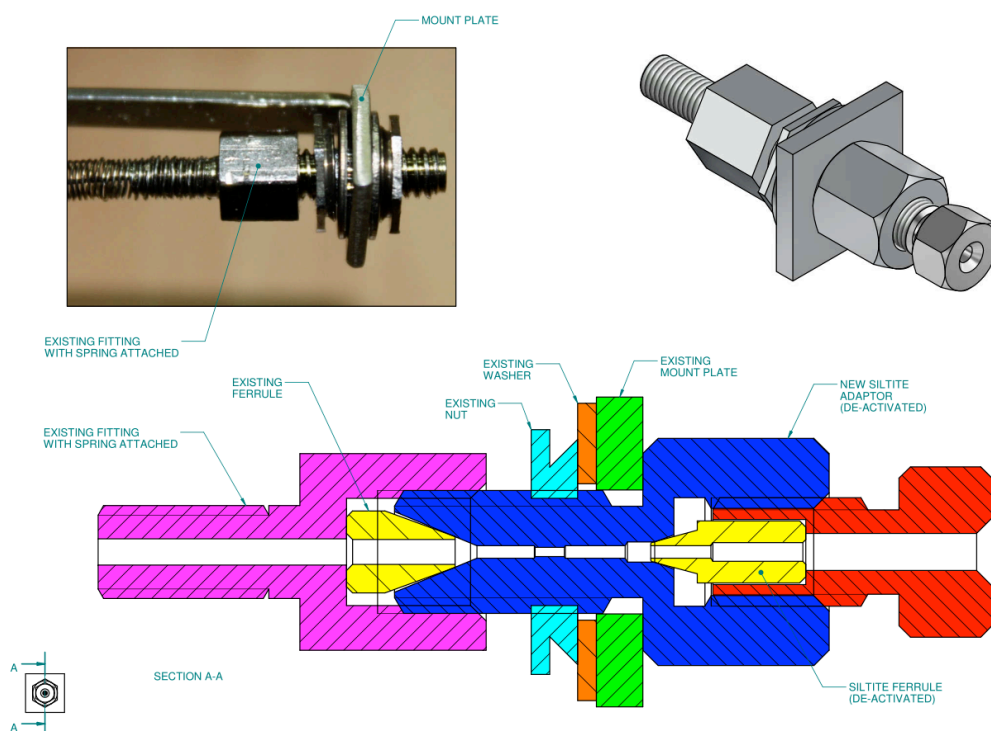 MOUNT PLATE
EXISTING FITTING
WITH SPRING ATTACHED
EXISTING
FERRULE
EXISTING
WASHER
EXISTING
MOUNT PLATE
EXISTING
NUT
NEW SILTITE
ADAPTOR
(DE-ACTIVATED)
EXISTING FITTING
WITH SPRING ATTACHED
A
SECTION A-A
SILTITE FERRULE
(DE-ACTIVATED)
A